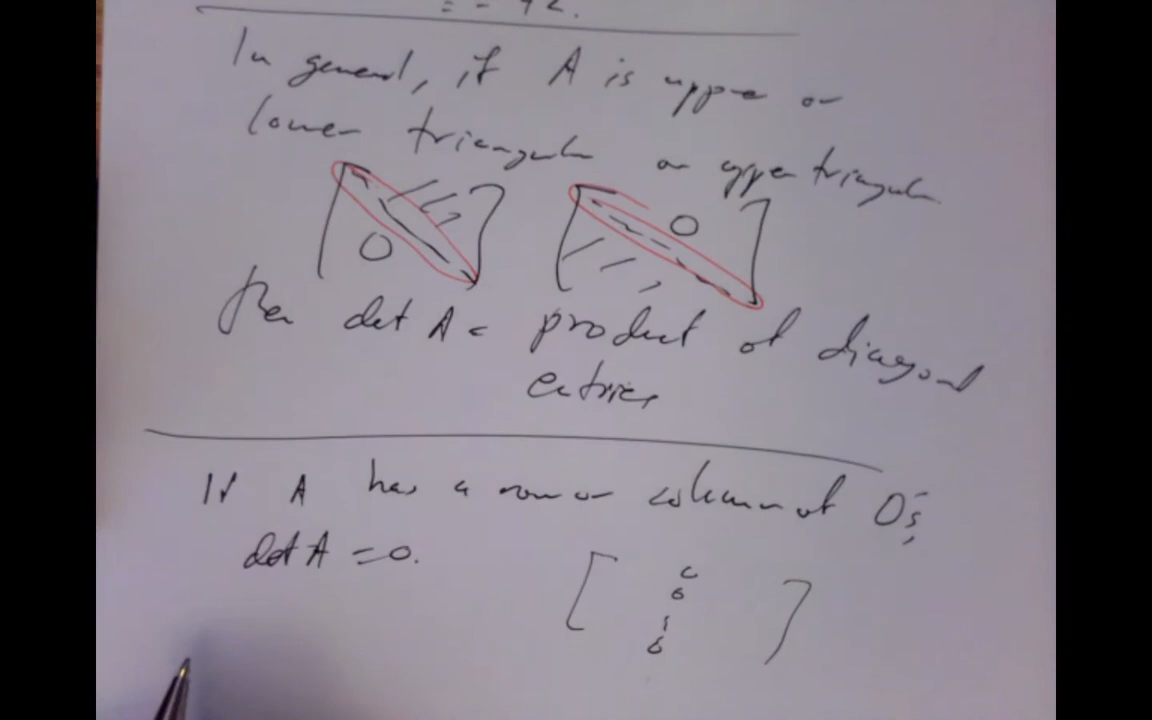 In general, if A is upper or
lower triangular or upper triangular
0
0
then det A = product of diagonal
entries
If A has a row or column of 0's,
det A = 0.
0
0
0